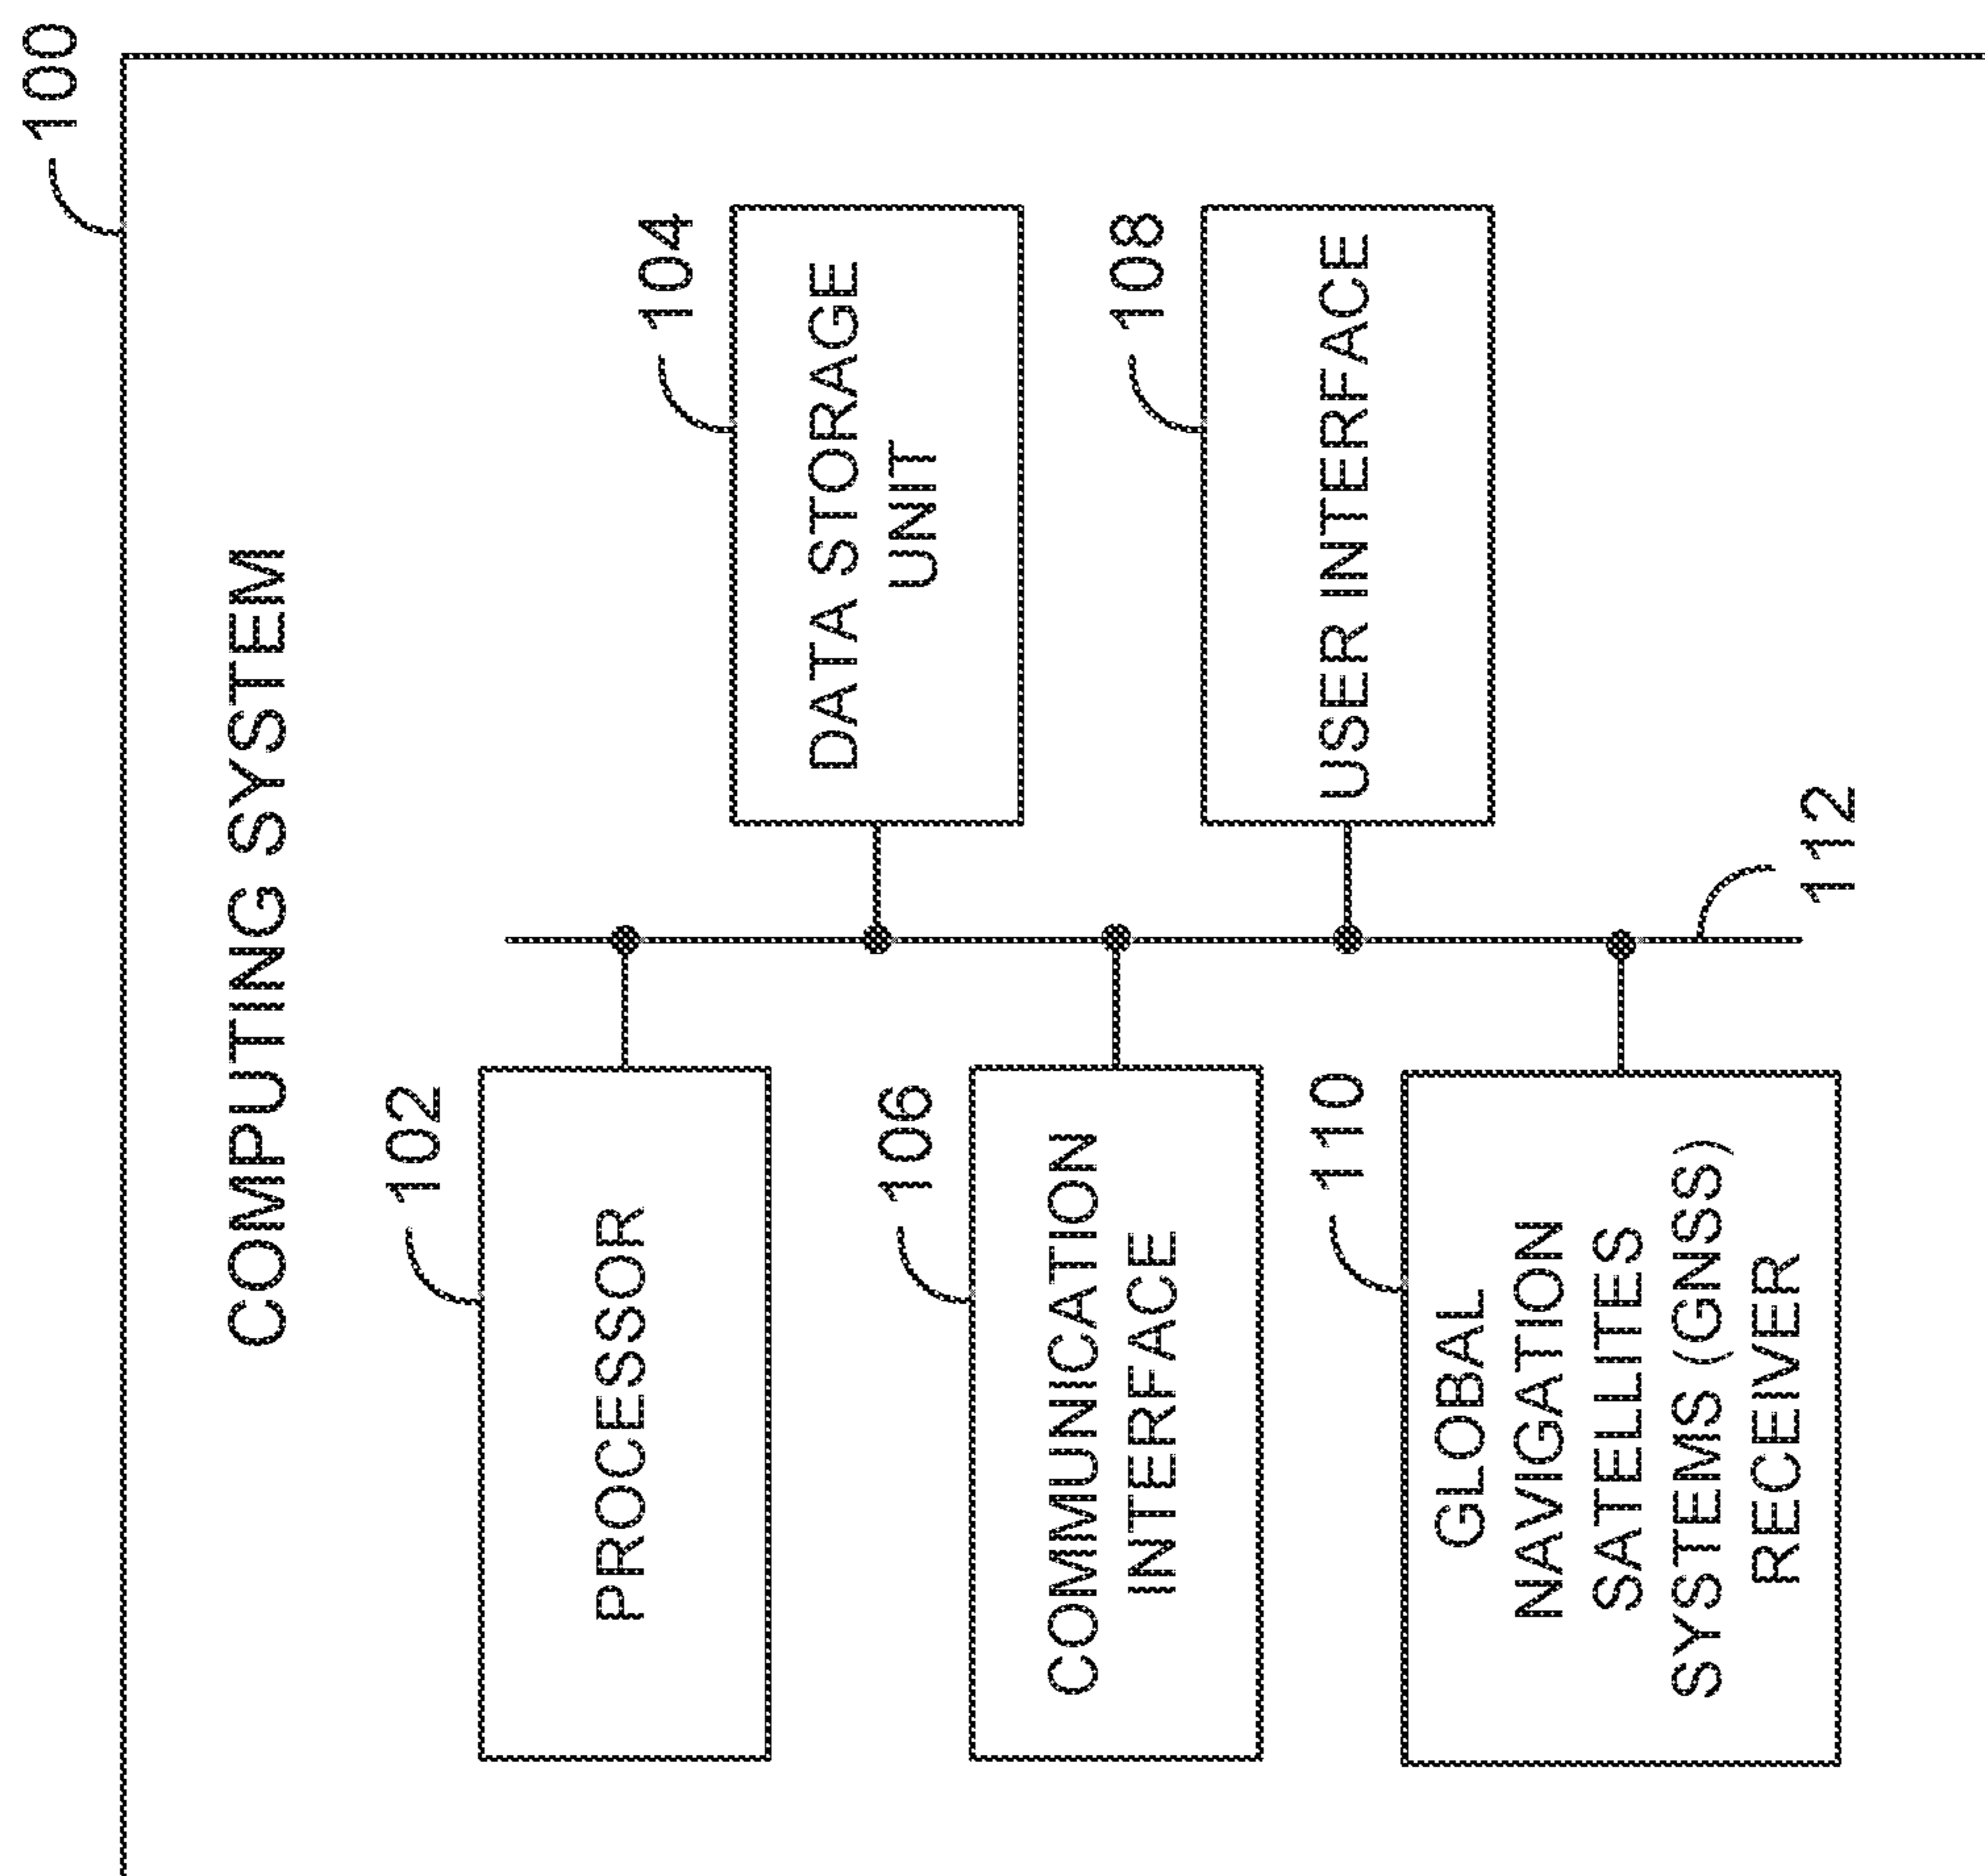 100
COMPUTING SYSTEM
102
PROCESSOR
104
DATA STORAGE
UNIT
106
COMMUNICATION
INTERFACE
108
USER INTERFACE
110
GLOBAL
NAVIGATION
SATELLITES
SYSTEMS (GNSS)
RECEIVER
112